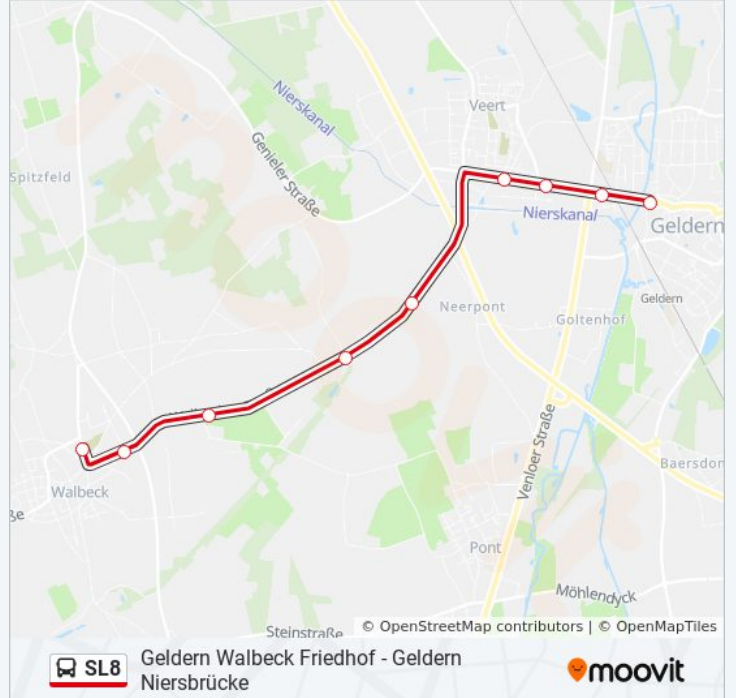 Nierskanal
Veert
Genieler Straße
Spitzfeld
Nierskanal
Geldern
Geldern
Neerpont
Goltenhof
Venloer Straße
Baersdon
Walbeck
ße
Pont
Möhlendyck
Steinstraße
© OpenStreetMap contributors | © OpenMapTiles
SL8
Geldern Walbeck Friedhof - Geldern
Niersbrücke
moovit